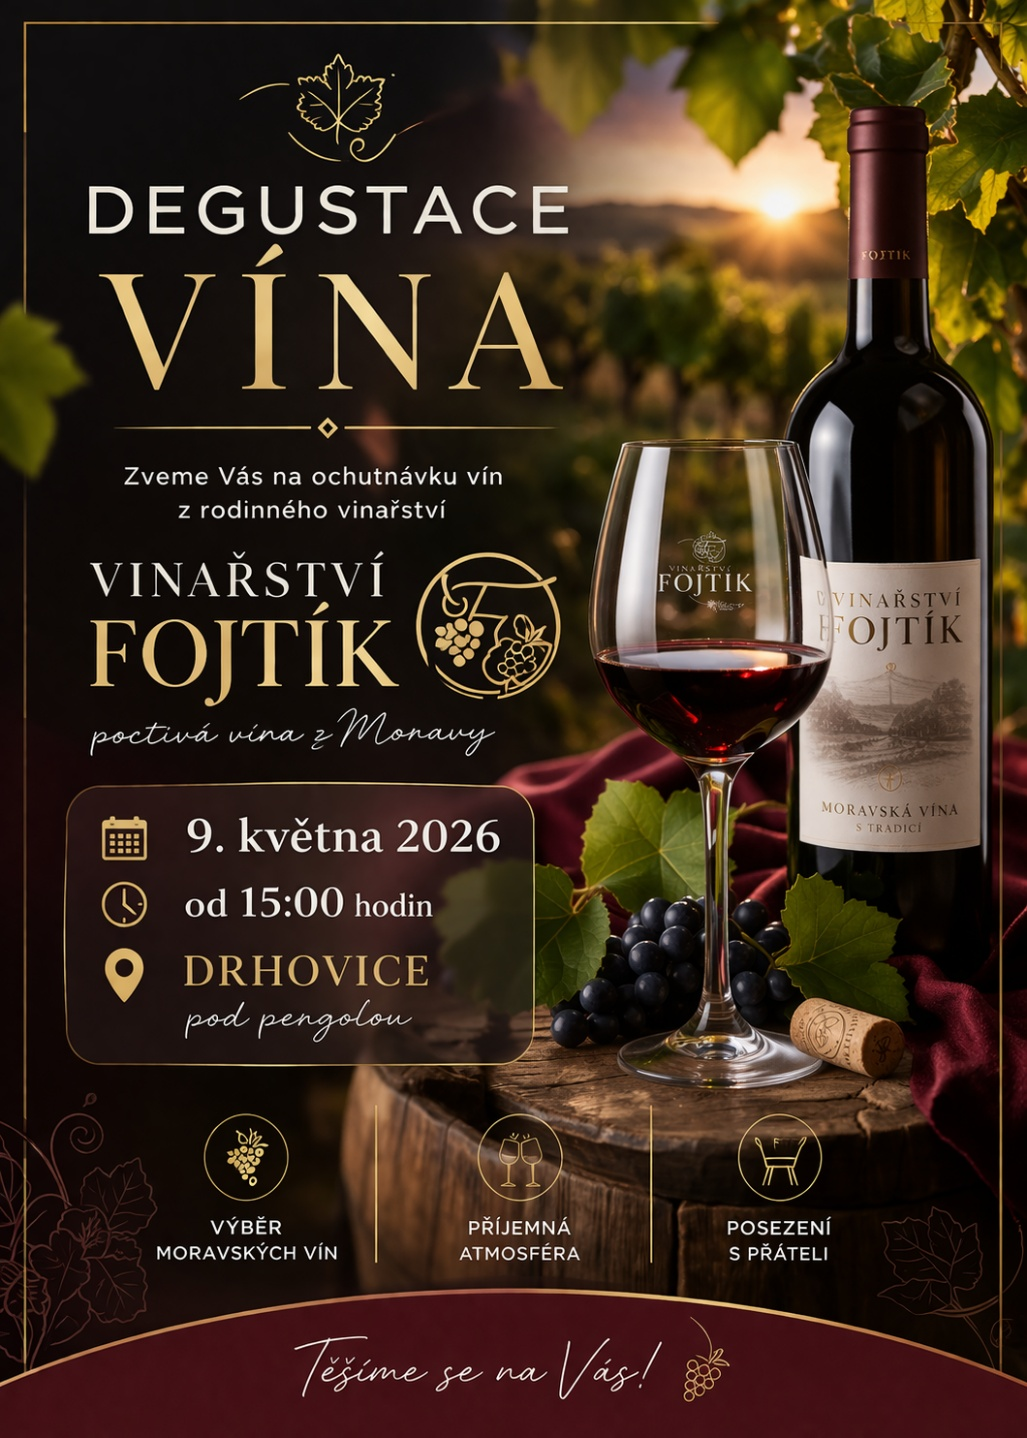 DEGUSTACE
VÍNA
Zveme Vás na ochutnávku vín
z rodinného vinařství
VINAŘSTVÍ
FOJTÍK
poctivá vína z Moravy
9. května 2026
od 15:00 hodin
DRHOVICE
pod pergolou
VÝBĚR
MORAVSKÝCH VÍN
PŘÍJEMNÁ
ATMOSFÉRA
POSEZENÍ
S PŘÁTELI
Těšíme se na Vás!
FOJTÍK
VINAŘSTVÍ
FOJTÍK
VINAŘSTVÍ
FOJTÍK
MORAVSKÁ VÍNA
S TRADICÍ